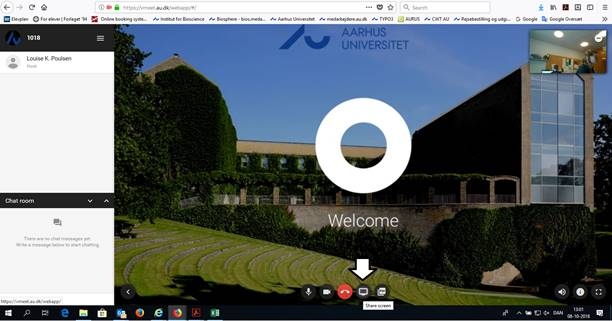 https://vmeet.au.dk/webapp/#/
Search
Elevplan
For elever | Forlaget '94
Online booking syste...
Institut for Bioscience
Biosphere - bios.meda...
Aarhus Universitet
medarbejdere.au.dk
TYPO3
AURUS
CWT AU
Rejsebestilling og udg...
Google
Google Oversæt
1018
Louise K. Poulsen
Host
Chat room
There are no chat messages yet.
Write a message below to start chatting.
AARHUS
UNIVERSITET
Welcome
Share screen
https://vmeet.au.dk/webapp/
DAN
13:01
08-10-2018